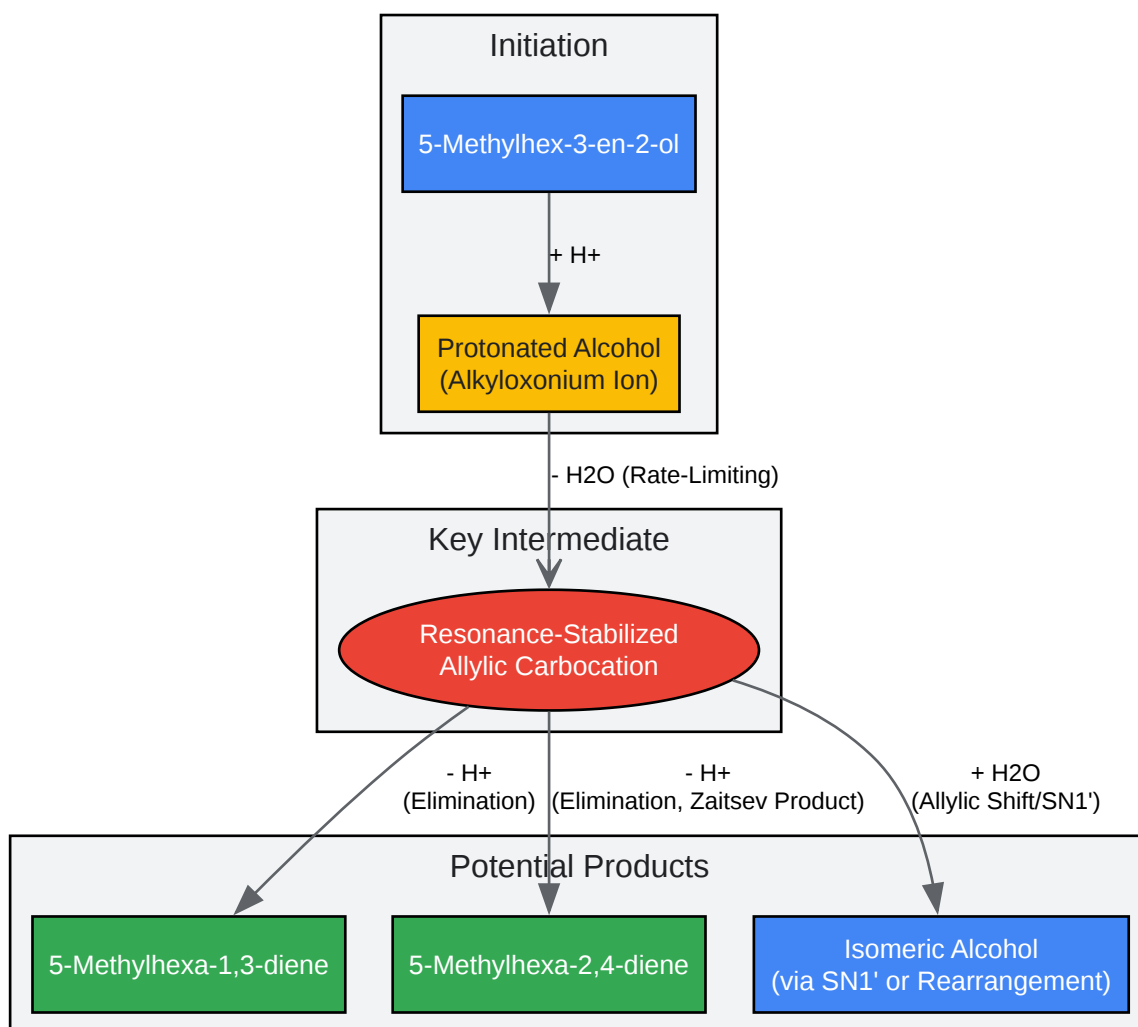 Initiation
5-Methylhex-3-en-2-ol
+ H+
Protonated Alcohol
(Alkyloxonium Ion)
- H2O (Rate-Limiting)
Key Intermediate
Resonance-Stabilized
Allylic Carbocation
- H+
(Elimination)
- H+
(Elimination, Zaitsev Product)
+ H2O
(Allylic Shift/SN1')
Potential Products
5-Methylhexa-1,3-diene
5-Methylhexa-2,4-diene
Isomeric Alcohol
(via SN1' or Rearrangement)